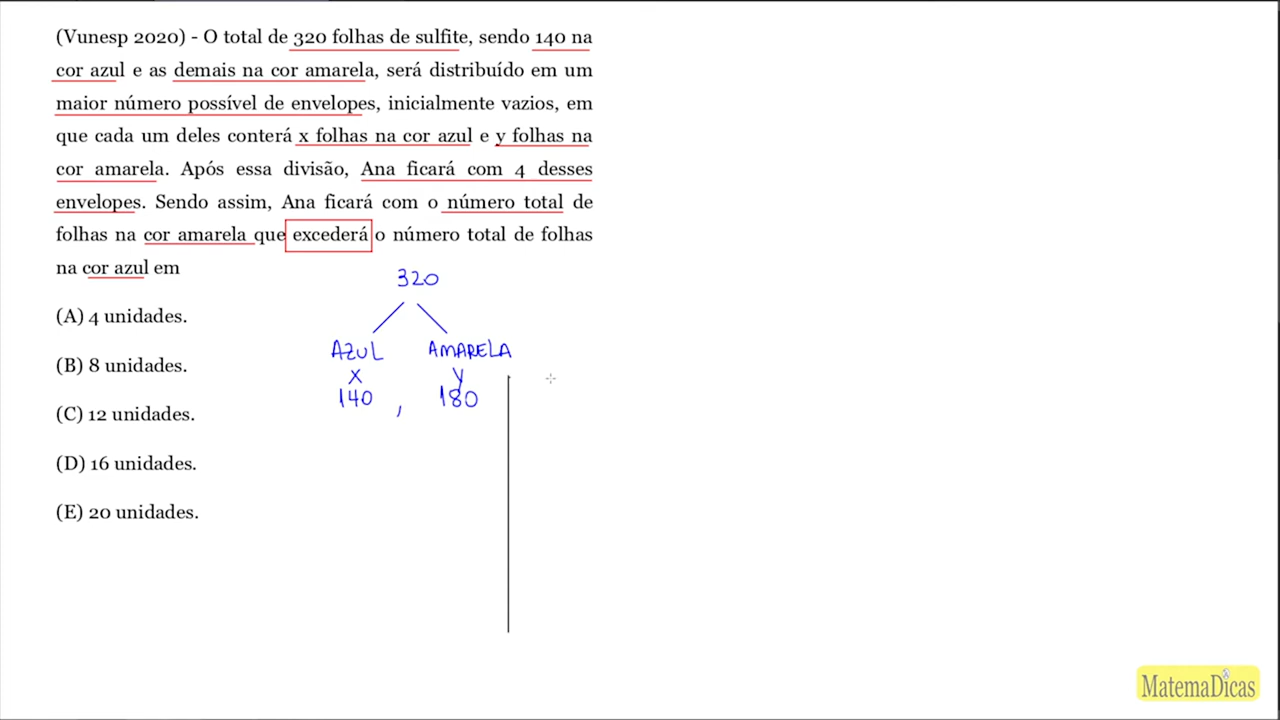 (Vunesp 2020) - O total de 320 folhas de sulfite, sendo 140 na
cor azul e as demais na cor amarela, será distribuído em um
maior número possível de envelopes, inicialmente vazios, em
que cada um deles conterá x folhas na cor azul e y folhas na
cor amarela. Após essa divisão, Ana ficará com 4 desses
envelopes. Sendo assim, Ana ficará com o número total de
folhas na cor amarela que excederá o número total de folhas
na cor azul em
320
(A) 4 unidades.
AZUL AMARELA
(B) 8 unidades.
X Y
140 , 180
(C) 12 unidades.
(D) 16 unidades.
(E) 20 unidades.
MatemaDicas